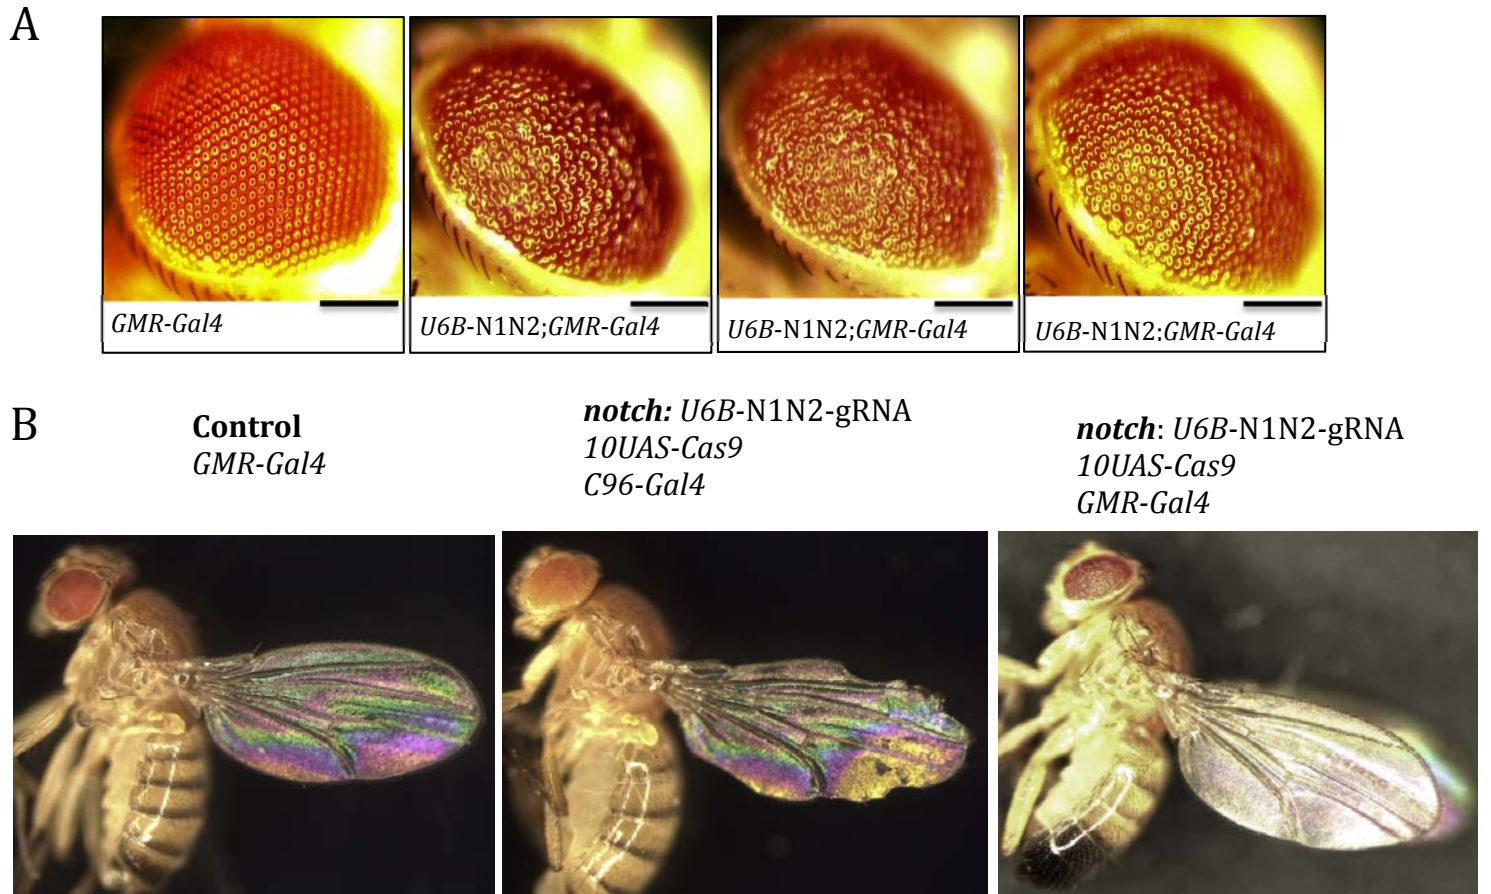 A
GMR-Gal4
U6B-N1N2;GMR-Gal4
U6B-N1N2;GMR-Gal4
U6B-N1N2:GMR-Gal4
B
Control
GMR-Gal4
notch: U6B-N1N2-gRNA
10UAS-Cas9
C96-Gal4
notch: U6B-N1N2-gRNA
10UAS-Cas9
GMR-Gal4